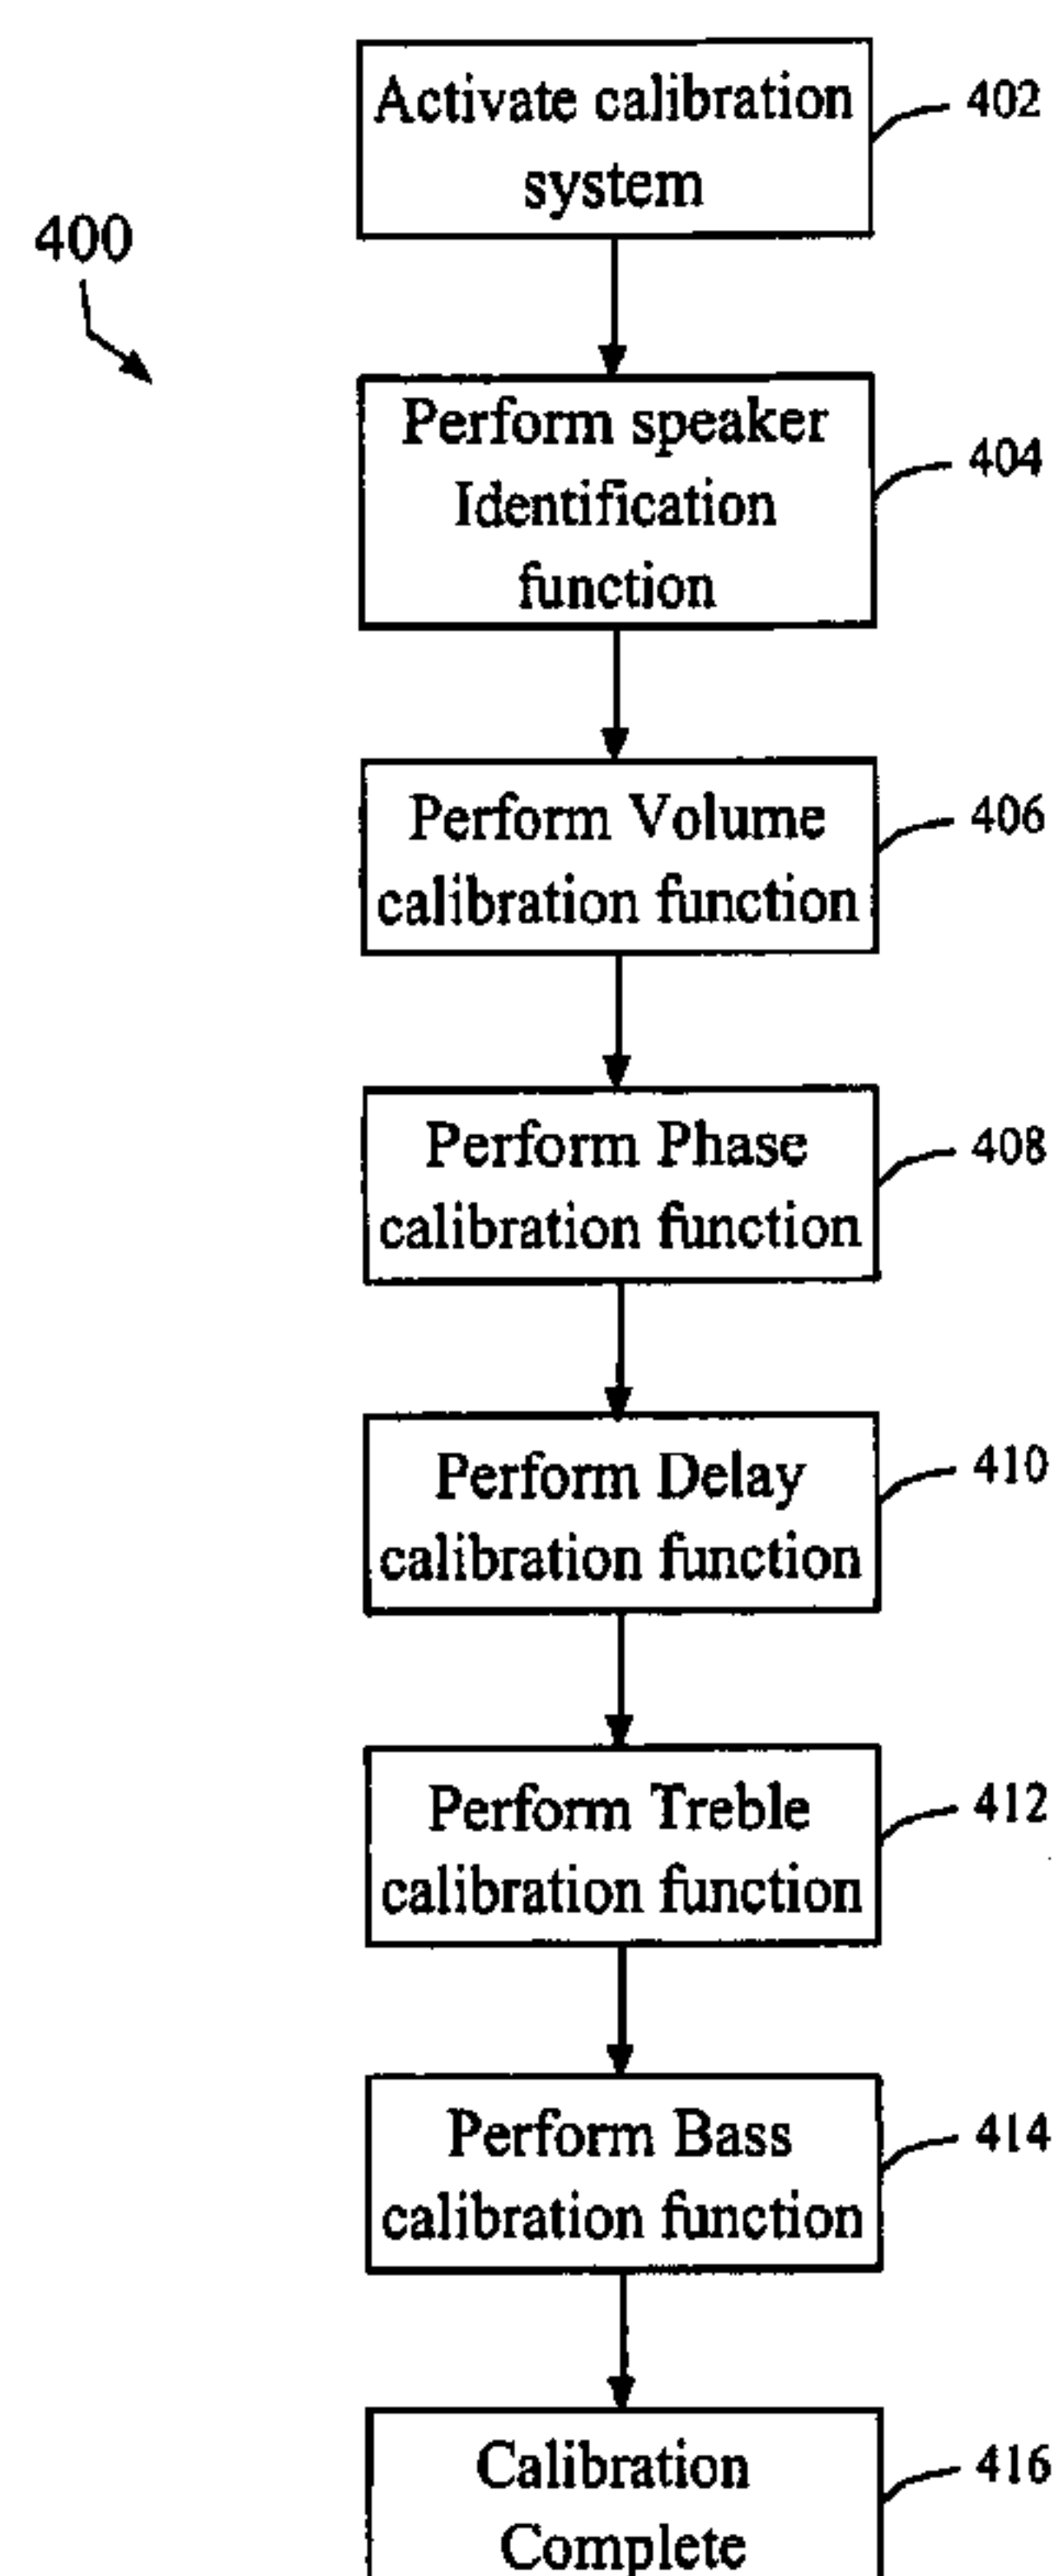 Activate calibration
system
402
400
Perform speaker
Identification
function
404
Perform Volume
calibration function
406
Perform Phase
calibration function
408
Perform Delay
calibration function
410
Perform Treble
calibration function
412
Perform Bass
calibration function
414
Calibration
Complete
416